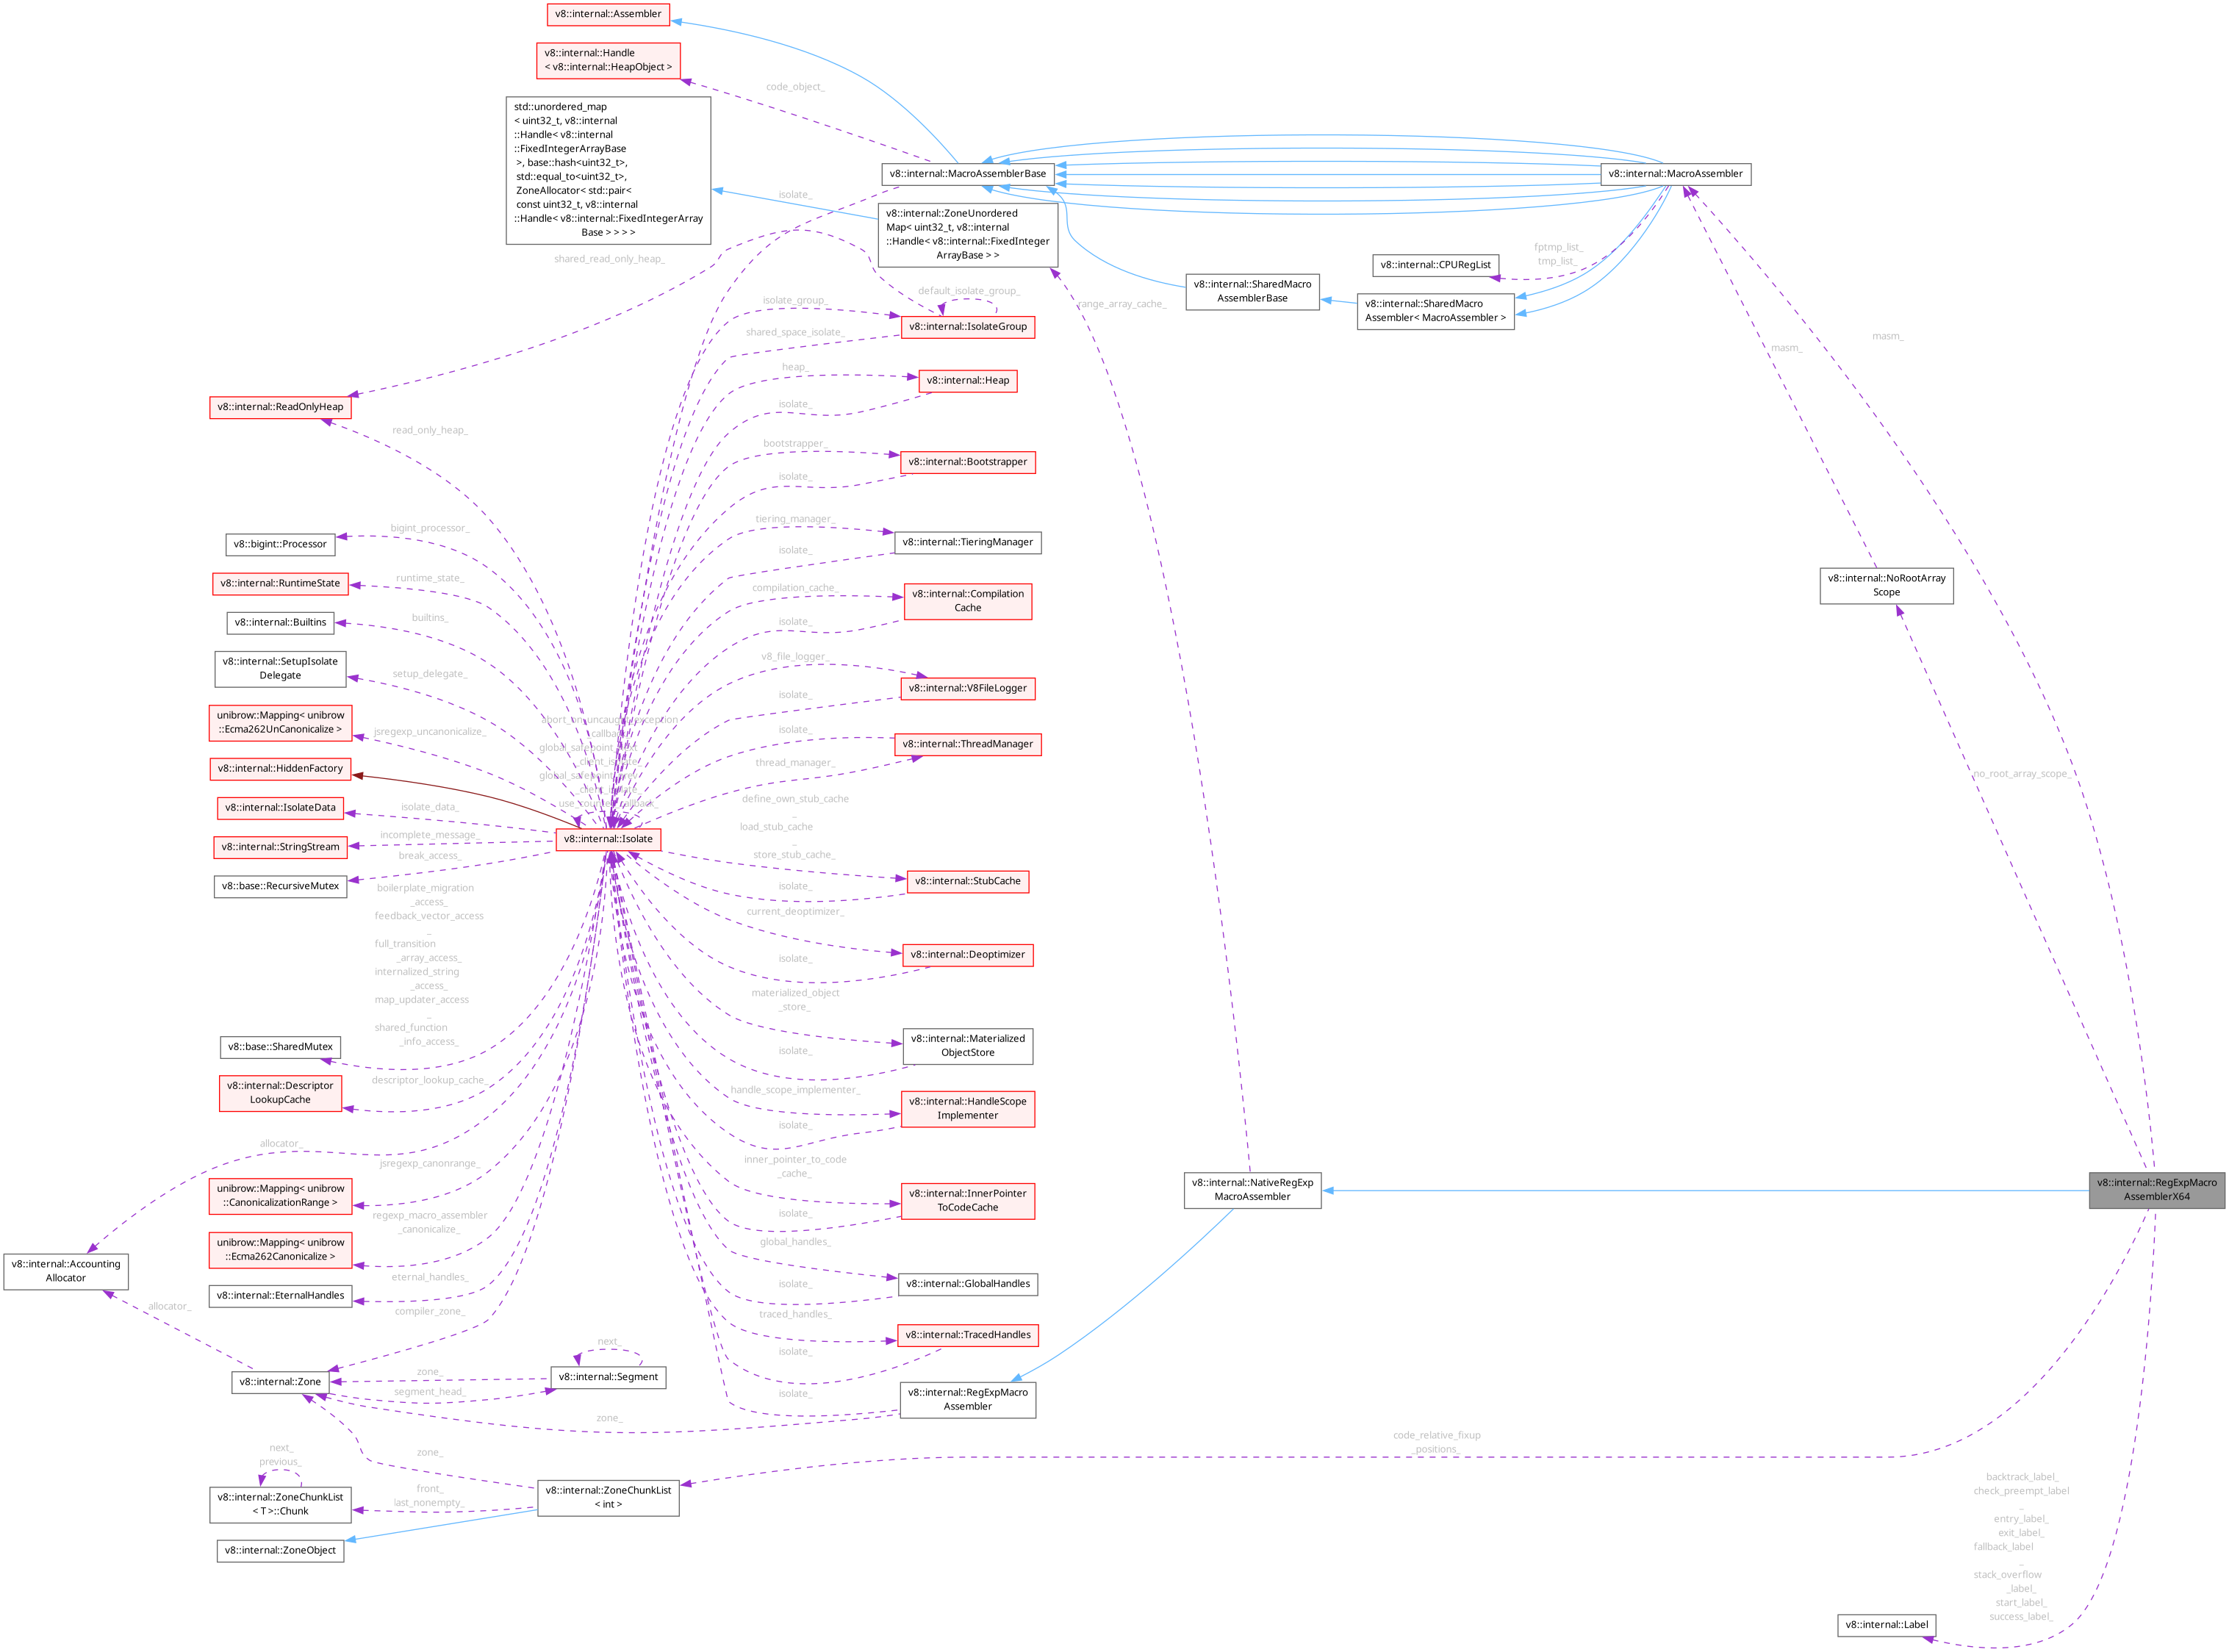 v8::internal::Assembler
v8::internal::Handle
< v8::internal::HeapObject >
code_object_
std::unordered_map
< uint32_t, v8::internal
::Handle< v8::internal
::FixedIntegerArrayBase
>, base::hash<uint32_t>,
std::equal_to<uint32_t>,
ZoneAllocator< std::pair<
const uint32_t, v8::internal
::Handle< v8::internal::FixedIntegerArray
Base > > > >
v8::internal::MacroAssemblerBase
v8::internal::MacroAssembler
isolate_
v8::internal::ZoneUnordered
Map< uint32_t, v8::internal
::Handle< v8::internal::FixedInteger
ArrayBase > >
shared_read_only_heap_
fptmp_list_
tmp_list_
v8::internal::CPURegList
v8::internal::SharedMacro
AssemblerBase
v8::internal::SharedMacro
Assembler< MacroAssembler >
default_isolate_group_
isolate_group_
v8::internal::IsolateGroup
range_array_cache_
shared_space_isolate_
masm_
masm_
heap_
v8::internal::Heap
isolate_
v8::internal::ReadOnlyHeap
read_only_heap_
bootstrapper_
v8::internal::Bootstrapper
isolate_
tiering_manager_
bigint_processor_
v8::bigint::Processor
v8::internal::TieringManager
isolate_
runtime_state_
v8::internal::RuntimeState
compilation_cache_
v8::internal::Compilation
Cache
v8::internal::NoRootArray
Scope
builtins_
v8::internal::Builtins
isolate_
v8_file_logger_
v8::internal::SetupIsolate
Delegate
setup_delegate_
v8::internal::V8FileLogger
isolate_
unibrow::Mapping< unibrow
::Ecma262UnCanonicalize >
jsregexp_uncanonicalize_
abort_on_uncaught_exception
_callback_
global_safepoint_next
_client_isolate_
global_safepoint_prev
_client_isolate_
use_counter_callback_
isolate_
v8::internal::ThreadManager
thread_manager_
v8::internal::HiddenFactory
no_root_array_scope_
isolate_data_
v8::internal::IsolateData
define_own_stub_cache
_
load_stub_cache
_
store_stub_cache_
incomplete_message_
v8::internal::StringStream
v8::internal::Isolate
break_access_
v8::base::RecursiveMutex
v8::internal::StubCache
isolate_
boilerplate_migration
_access_
feedback_vector_access
_
full_transition
_array_access_
internalized_string
_access_
map_updater_access
_
shared_function
_info_access_
current_deoptimizer_
v8::internal::Deoptimizer
isolate_
materialized_object
_store_
v8::internal::Materialized
ObjectStore
isolate_
v8::base::SharedMutex
v8::internal::Descriptor
LookupCache
descriptor_lookup_cache_
handle_scope_implementer_
v8::internal::HandleScope
Implementer
isolate_
allocator_
jsregexp_canonrange_
unibrow::Mapping< unibrow
::CanonicalizationRange >
inner_pointer_to_code
_cache_
v8::internal::InnerPointer
ToCodeCache
isolate_
v8::internal::NativeRegExp
MacroAssembler
v8::internal::RegExpMacro
AssemblerX64
regexp_macro_assembler
_canonicalize_
unibrow::Mapping< unibrow
::Ecma262Canonicalize >
global_handles_
v8::internal::GlobalHandles
isolate_
v8::internal::Accounting
Allocator
eternal_handles_
v8::internal::EternalHandles
allocator_
compiler_zone_
traced_handles_
v8::internal::TracedHandles
isolate_
next_
v8::internal::Zone
zone_
segment_head_
v8::internal::Segment
isolate_
v8::internal::RegExpMacro
Assembler
zone_
code_relative_fixup
_positions_
next_
previous_
zone_
v8::internal::ZoneChunkList
< T >::Chunk
front_
last_nonempty_
v8::internal::ZoneChunkList
< int >
v8::internal::ZoneObject
backtrack_label_
check_preempt_label
_
entry_label_
exit_label_
fallback_label
_
stack_overflow
_label_
start_label_
success_label_
v8::internal::Label